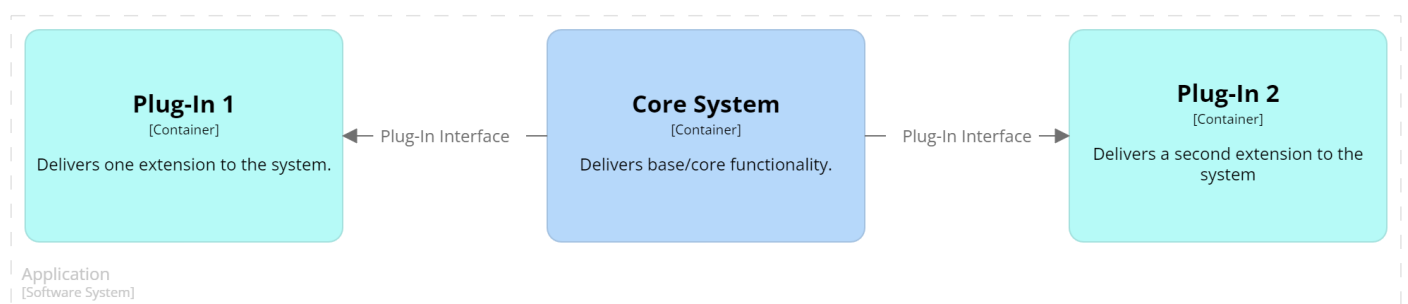 Plug-In 1
[Container]
Delivers one extension to the system.
Plug-In Interface
Core System
[Container]
Delivers base/core functionality.
Plug-In Interface
Plug-In 2
[Container]
Delivers a second extension to the
system
Application
[Software System]